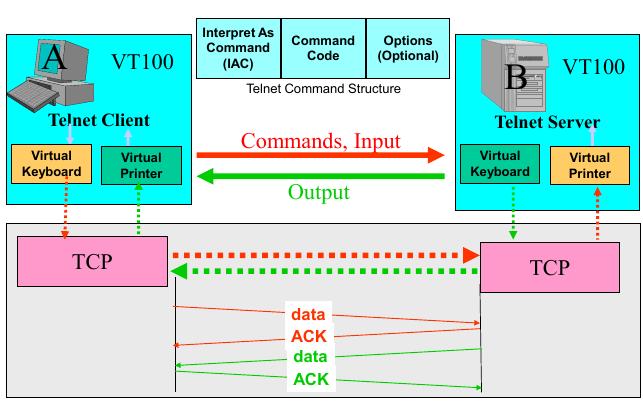 Interpret As
Command
(IAC)
Command
Code
Options
(Optional)
Telnet Command Structure
A
VT100
Telnet Client
Virtual
Keyboard
Virtual
Printer
Commands, Input
Output
B
VT100
Telnet Server
Virtual
Keyboard
Virtual
Printer
TCP
TCP
data
ACK
data
ACK